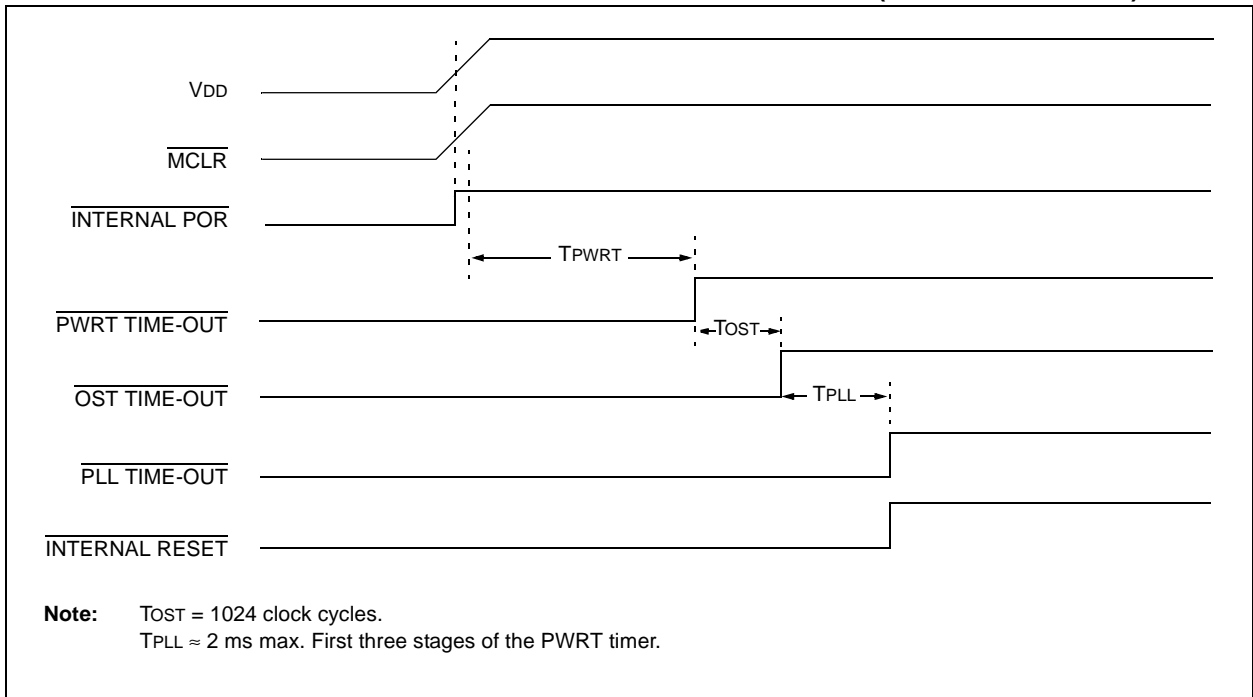 VDD
MCLR
INTERNAL POR
TPWRT
PWRT TIME-OUT
TOST
OST TIME-OUT
TPLL
PLL TIME-OUT
INTERNAL RESET
Note: TOST = 1024 clock cycles.
TPLL ≈ 2 ms max. First three stages of the PWRT timer.